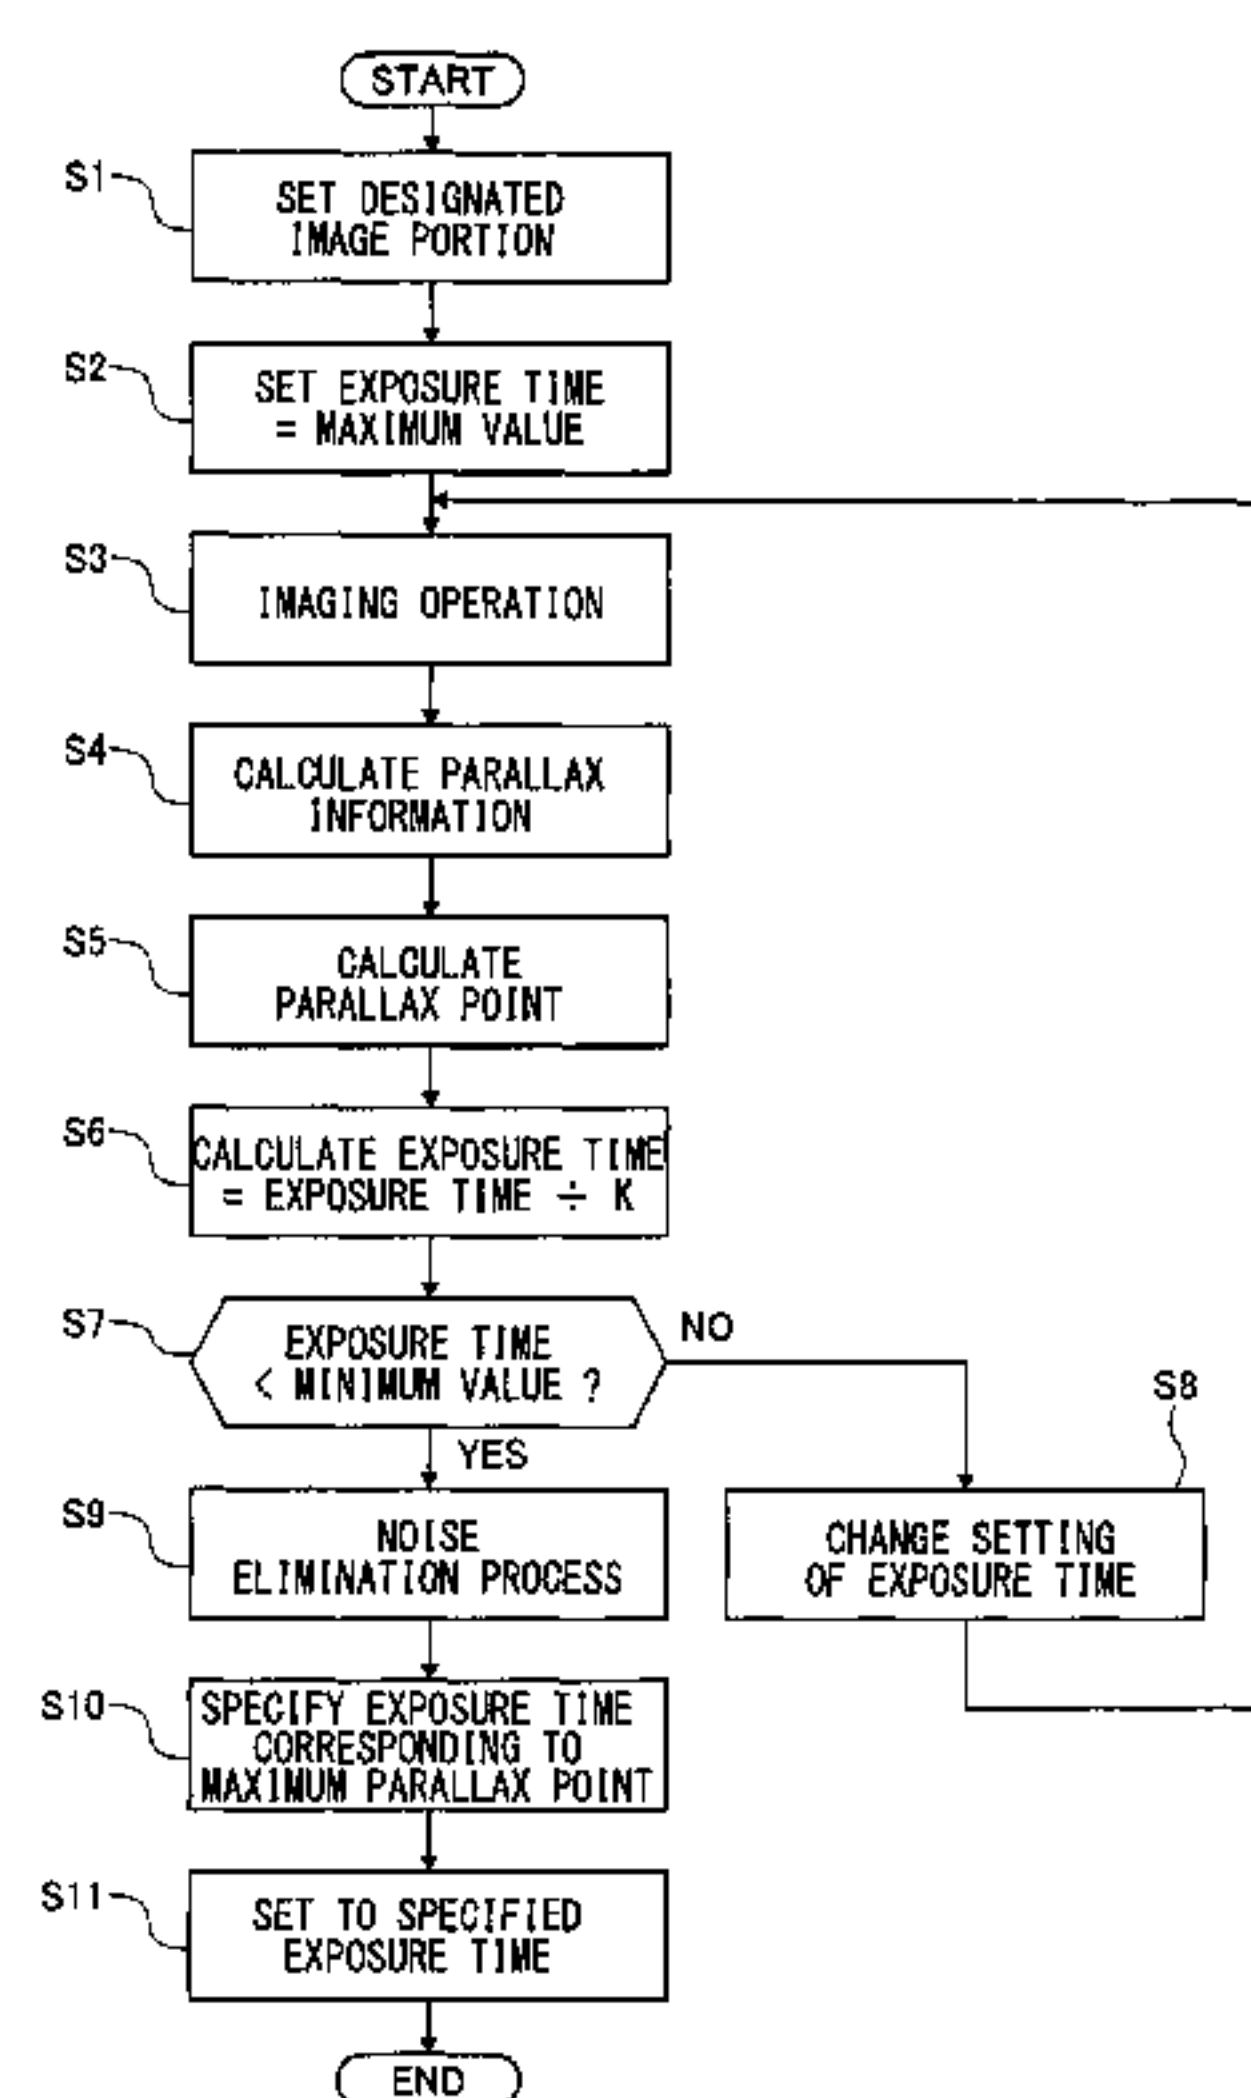 START
S1
SET DESIGNATED
IMAGE PORTION
S2
SET EXPOSURE TIME
= MAXIMUM VALUE
S3
IMAGING OPERATION
S4
CALCULATE PARALLAX
INFORMATION
S5
CALCULATE
PARALLAX POINT
S6
CALCULATE EXPOSURE TIME
= EXPOSURE TIME ÷ K
S7
EXPOSURE TIME
< MINIMUM VALUE ?
NO
YES
S8
CHANGE SETTING
OF EXPOSURE TIME
S9
NOISE
ELIMINATION PROCESS
S10
SPECIFY EXPOSURE TIME
CORRESPONDING TO
MAXIMUM PARALLAX POINT
S11
SET TO SPECIFIED
EXPOSURE TIME
END